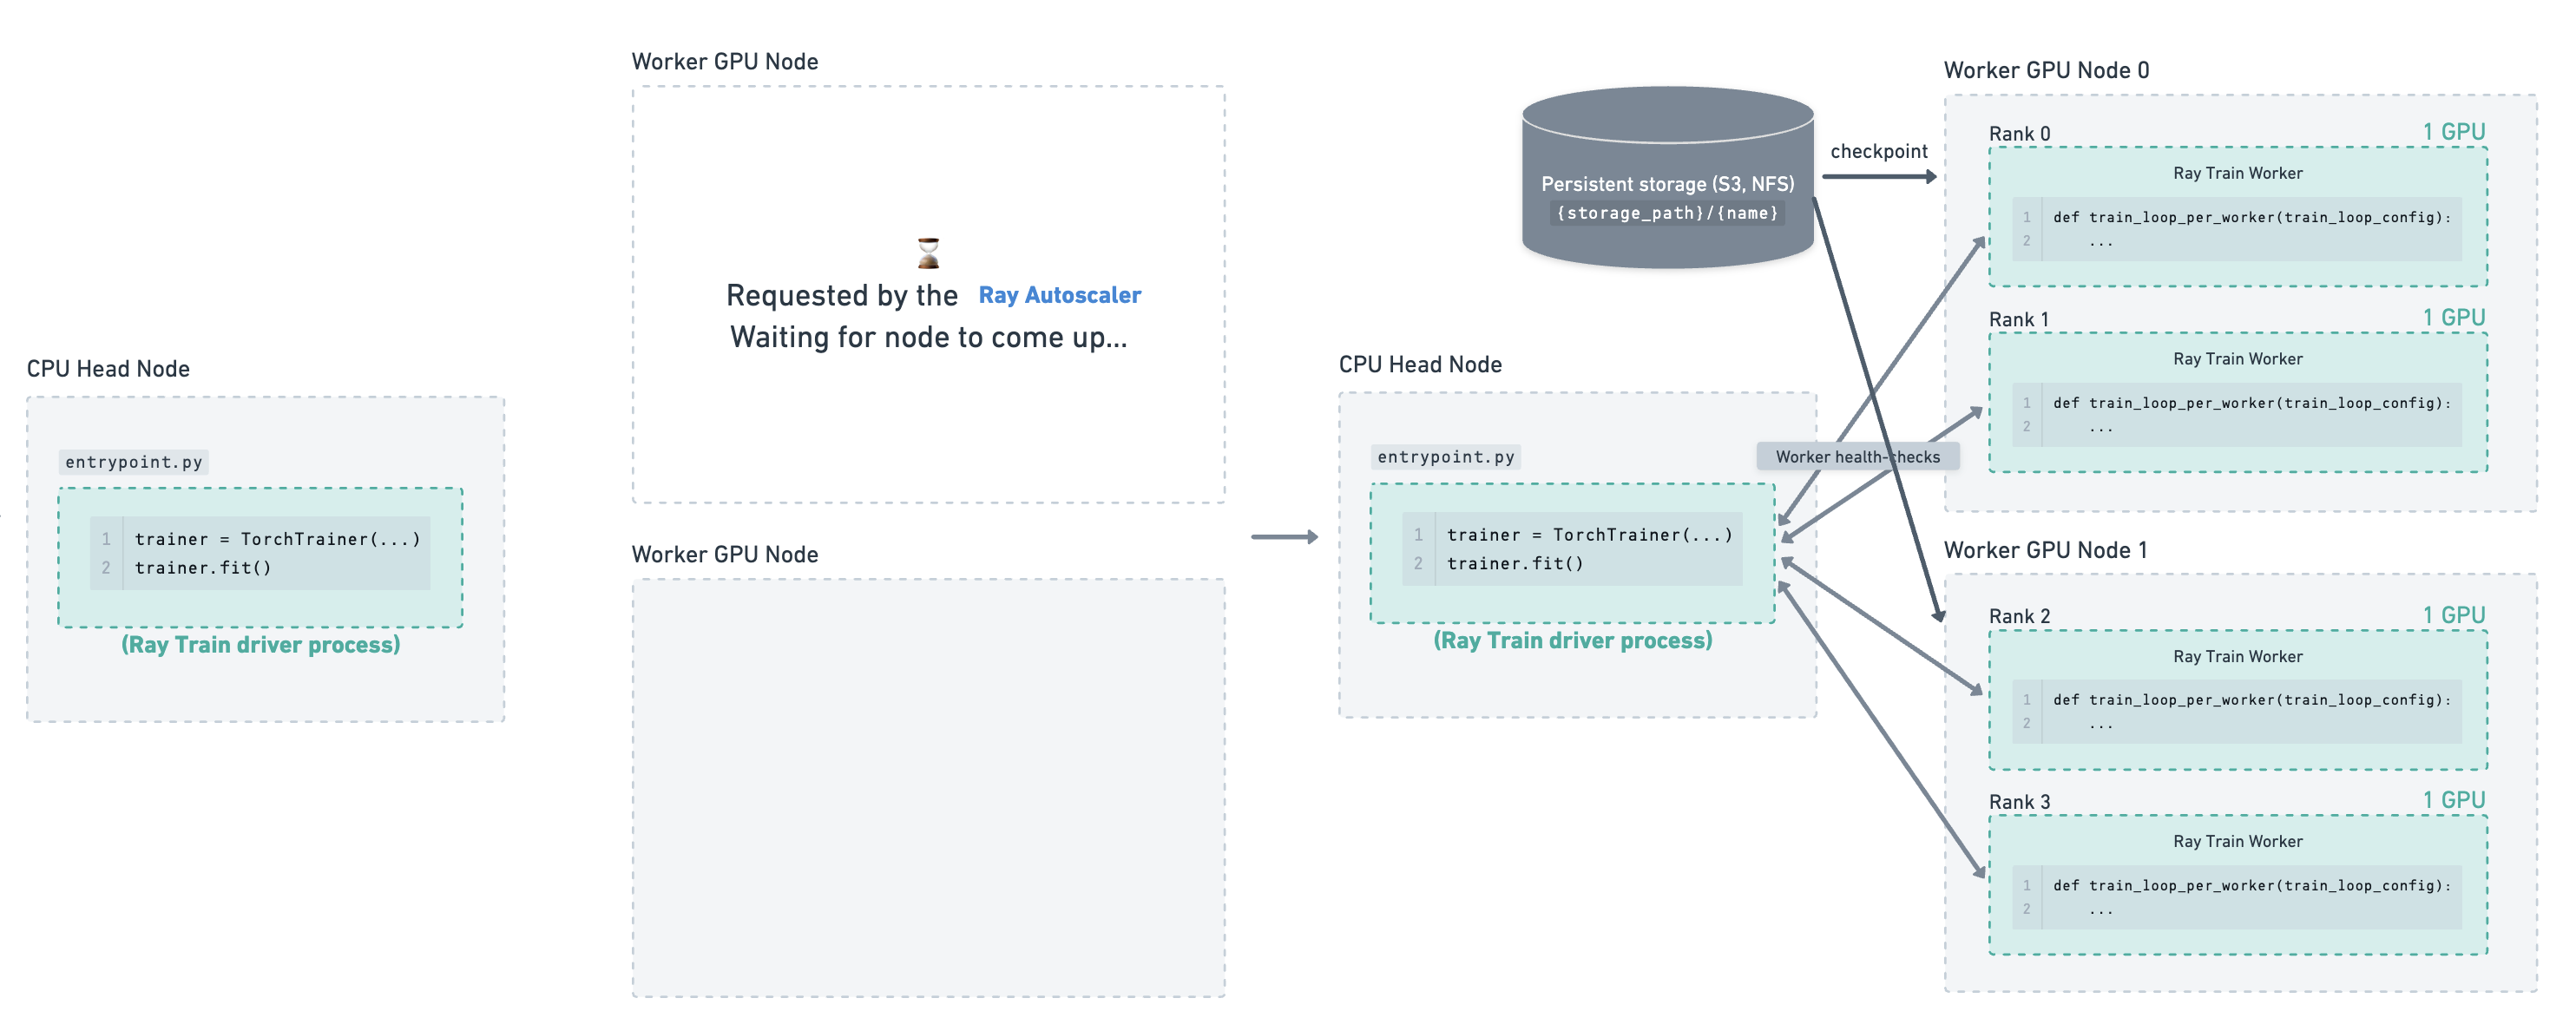 CPU Head Node
entrypoint.py
1 trainer = TorchTrainer(...)
2 trainer.fit()
(Ray Train driver process)
Worker GPU Node
Requested by the Ray Autoscaler
Waiting for node to come up...
Worker GPU Node
Persistent storage (S3, NFS)
{storage_path}/{name}
checkpoint
CPU Head Node
entrypoint.py
1 trainer = TorchTrainer(...)
2 trainer.fit()
(Ray Train driver process)
Worker health-checks
Worker GPU Node 0
Rank 0 1 GPU
Ray Train Worker
1 def train_loop_per_worker(train_loop_config):
2 ...
Rank 1 1 GPU
Ray Train Worker
1 def train_loop_per_worker(train_loop_config):
2 ...
Worker GPU Node 1
Rank 2 1 GPU
Ray Train Worker
1 def train_loop_per_worker(train_loop_config):
2 ...
Rank 3 1 GPU
Ray Train Worker
1 def train_loop_per_worker(train_loop_config):
2 ...